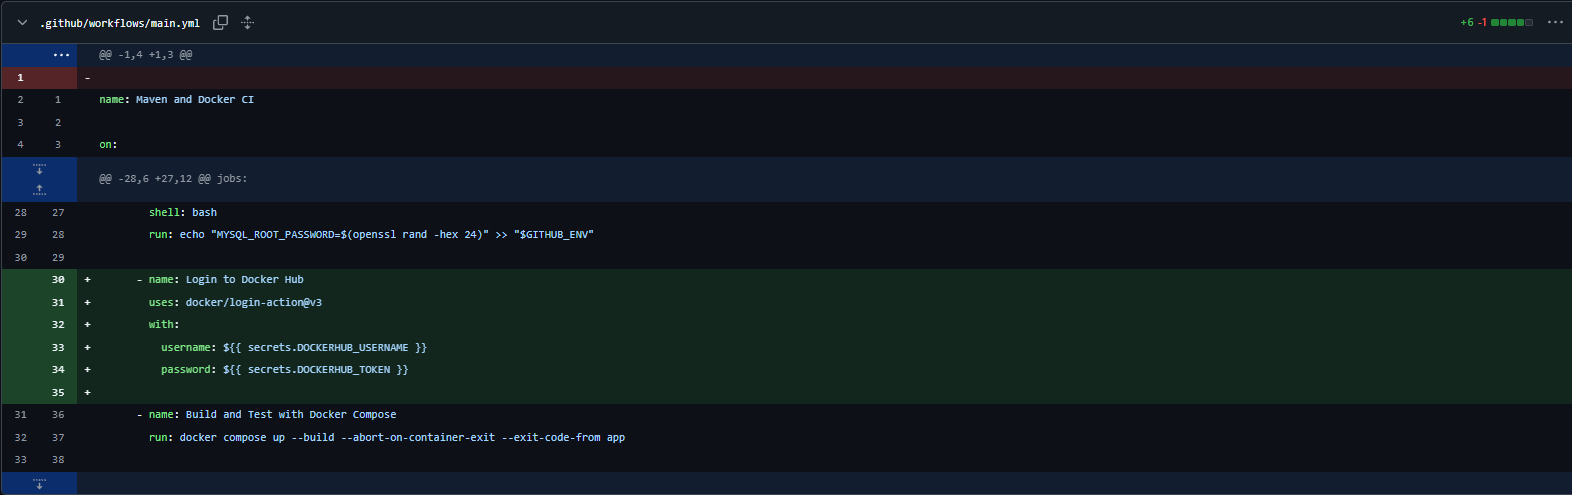 .github/workflows/main.yml +6 -1
@@ -1,4 +1,3 @@
1 -
2 1 name: Maven and Docker CI
3 2
4 3 on:
@@ -28,6 +27,12 @@ jobs:
28 27 shell: bash
29 28 run: echo "MYSQL_ROOT_PASSWORD=$(openssl rand -hex 24)" >> "$GITHUB_ENV"
30 29
30 + - name: Login to Docker Hub
31 + uses: docker/login-action@v3
32 + with:
33 + username: ${{ secrets.DOCKERHUB_USERNAME }}
34 + password: ${{ secrets.DOCKERHUB_TOKEN }}
35 +
31 36 - name: Build and Test with Docker Compose
32 37 run: docker compose up --build --abort-on-container-exit --exit-code-from app
33 38